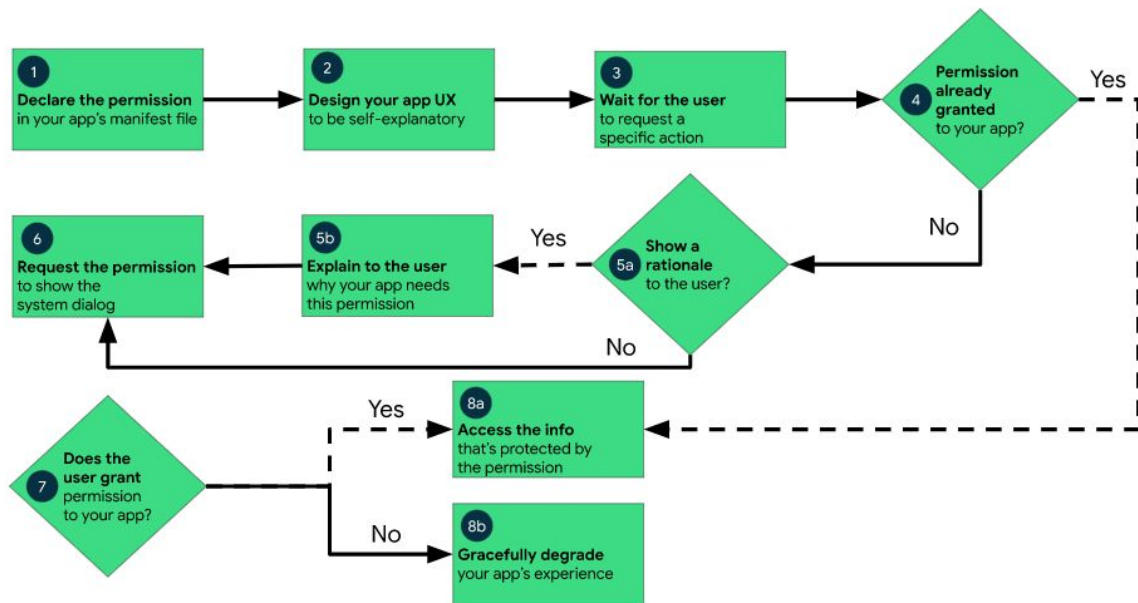 1
Declare the permission
in your app's manifest file
2
Design your app UX
to be self-explanatory
3
Wait for the user
to request a
specific action
4
Permission
already
granted
to your app?
Yes
No
5a
Show a
rationale
to the user?
Yes
5b
Explain to the user
why your app needs
this permission
6
Request the permission
to show the
system dialog
No
7
Does the
user grant
permission
to your app?
Yes
8a
Access the info
that's protected by
the permission
No
8b
Gracefully degrade
your app's experience